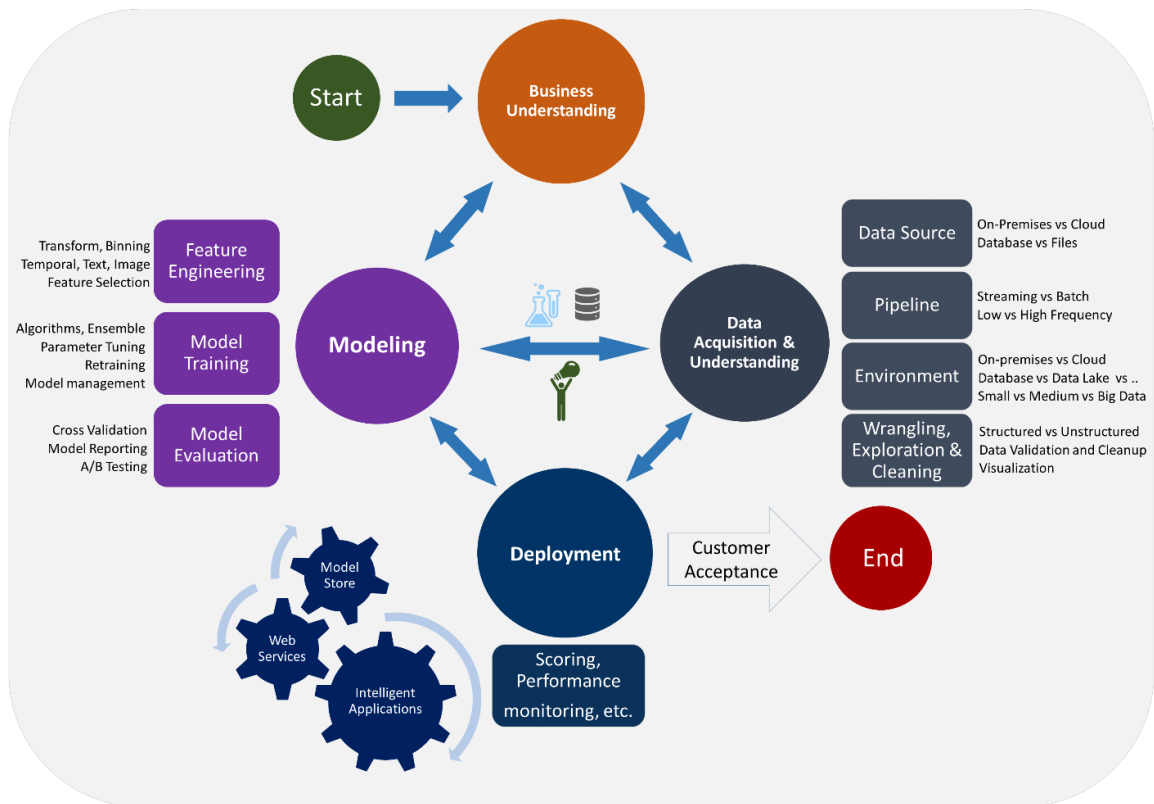 Start
Business
Understanding
Transform, Binning
Temporal, Text, Image
Feature Selection
Feature
Engineering
Algorithms, Ensemble
Parameter Tuning
Retraining
Model management
Model
Training
Cross Validation
Model Reporting
A/B Testing
Model
Evaluation
Modeling
Data
Acquisition &
Understanding
Data Source
On-Premises vs Cloud
Database vs Files
Pipeline
Streaming vs Batch
Low vs High Frequency
Environment
On-premises vs Cloud
Database vs Data Lake vs ..
Small vs Medium vs Big Data
Wrangling,
Exploration &
Cleaning
Structured vs Unstructured
Data Validation and Cleanup
Visualization
Deployment
Customer
Acceptance
End
Model
Store
Web
Services
Intelligent
Applications
Scoring,
Performance
monitoring, etc.